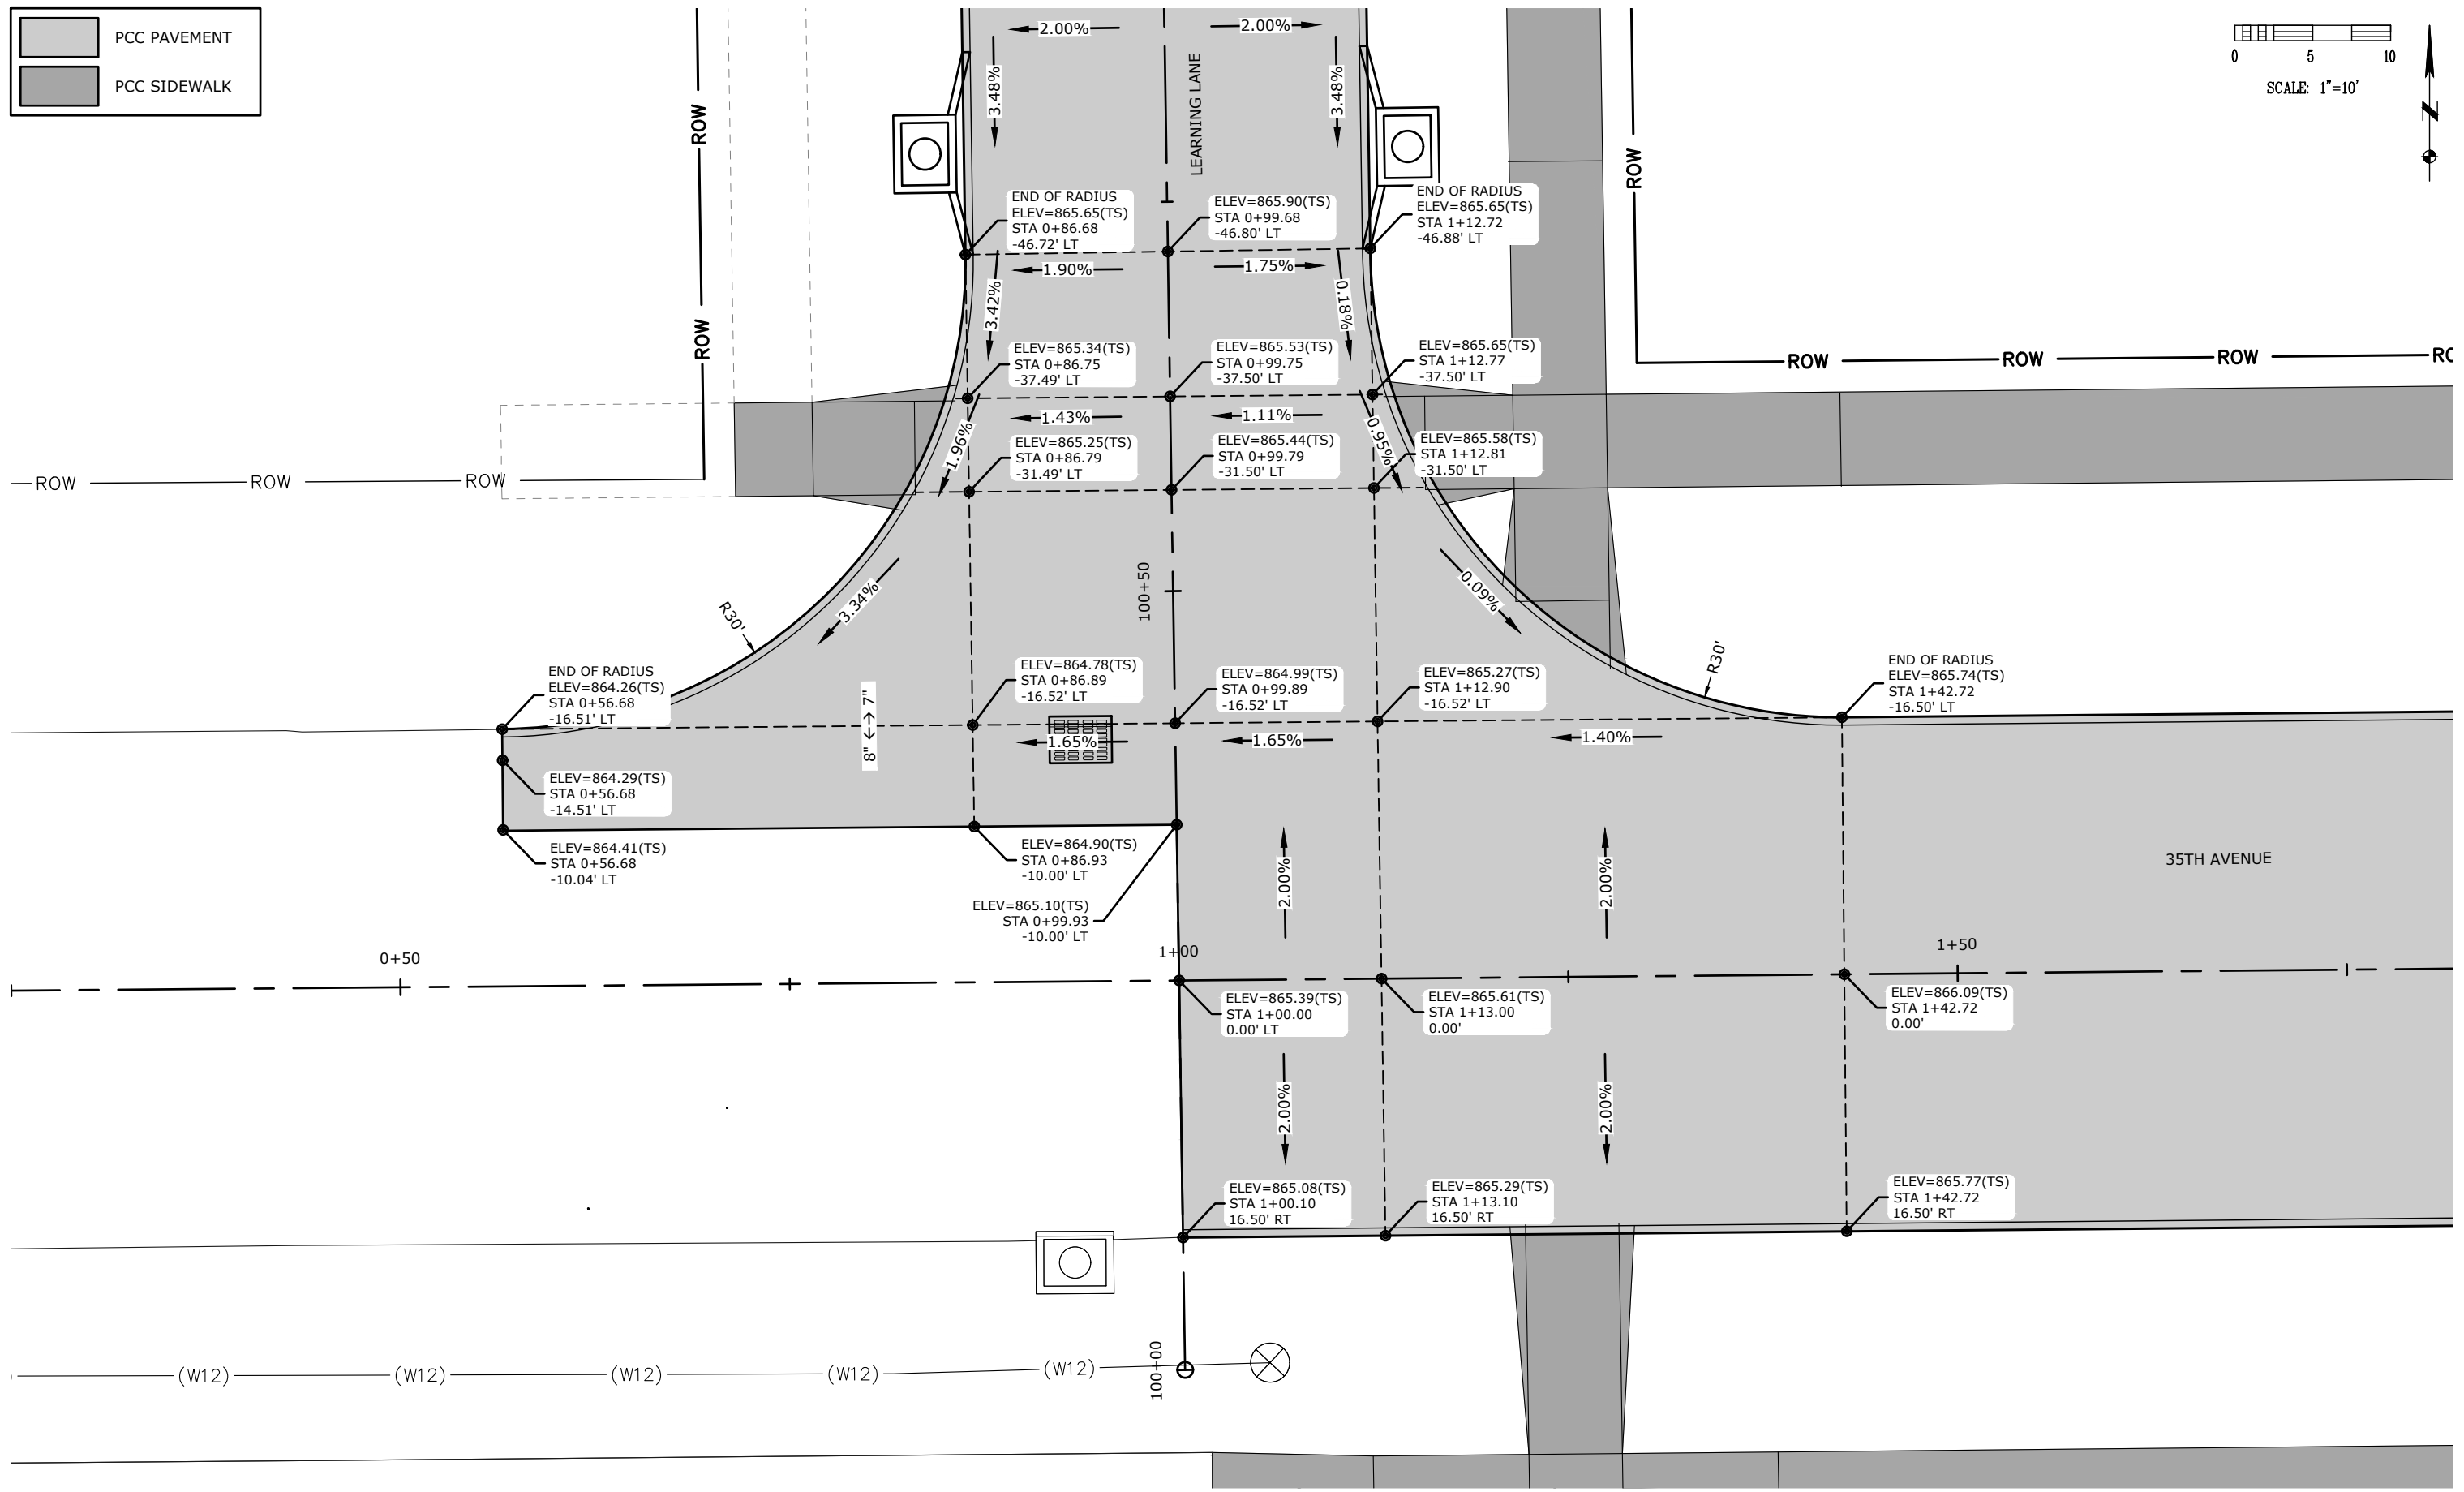 PCC PAVEMENT
PCC SIDEWALK
0 5 10
SCALE: 1"=10'
N
2.00%
2.00%
3.48%
3.48%
LEARNING LANE
ROW
ROW
ROW
END OF RADIUS
ELEV=865.65(TS)
STA 0+86.68
-46.72' LT
ELEV=865.90(TS)
STA 0+99.68
-46.80' LT
END OF RADIUS
ELEV=865.65(TS)
STA 1+12.72
-46.88' LT
1.90%
1.75%
3.42%
0.18%
ELEV=865.34(TS)
STA 0+86.75
-37.49' LT
ELEV=865.53(TS)
STA 0+99.75
-37.50' LT
ELEV=865.65(TS)
STA 1+12.77
-37.50' LT
ROW
ROW
ROW
1.43%
1.11%
1.96%
0.95%
ELEV=865.25(TS)
STA 0+86.79
-31.49' LT
ELEV=865.44(TS)
STA 0+99.79
-31.50' LT
ELEV=865.58(TS)
STA 1+12.81
-31.50' LT
ROW
ROW
ROW
100+50
3.34%
0.09%
R30'
R30'
END OF RADIUS
ELEV=864.26(TS)
STA 0+56.68
-16.51' LT
8" 7"
ELEV=864.78(TS)
STA 0+86.89
-16.52' LT
ELEV=864.99(TS)
STA 0+99.89
-16.52' LT
ELEV=865.27(TS)
STA 1+12.90
-16.52' LT
END OF RADIUS
ELEV=865.74(TS)
STA 1+42.72
-16.50' LT
1.65%
1.65%
1.40%
ELEV=864.29(TS)
STA 0+56.68
-14.51' LT
ELEV=864.41(TS)
STA 0+56.68
-10.04' LT
ELEV=864.90(TS)
STA 0+86.93
-10.00' LT
ELEV=865.10(TS)
STA 0+99.93
-10.00' LT
2.00%
2.00%
35TH AVENUE
0+50
1+00
1+50
ELEV=865.39(TS)
STA 1+00.00
0.00' LT
ELEV=865.61(TS)
STA 1+13.00
0.00'
ELEV=866.09(TS)
STA 1+42.72
0.00'
2.00%
2.00%
ELEV=865.08(TS)
STA 1+00.10
16.50' RT
ELEV=865.29(TS)
STA 1+13.10
16.50' RT
ELEV=865.77(TS)
STA 1+42.72
16.50' RT
100+00
(W12)
(W12)
(W12)
(W12)
(W12)